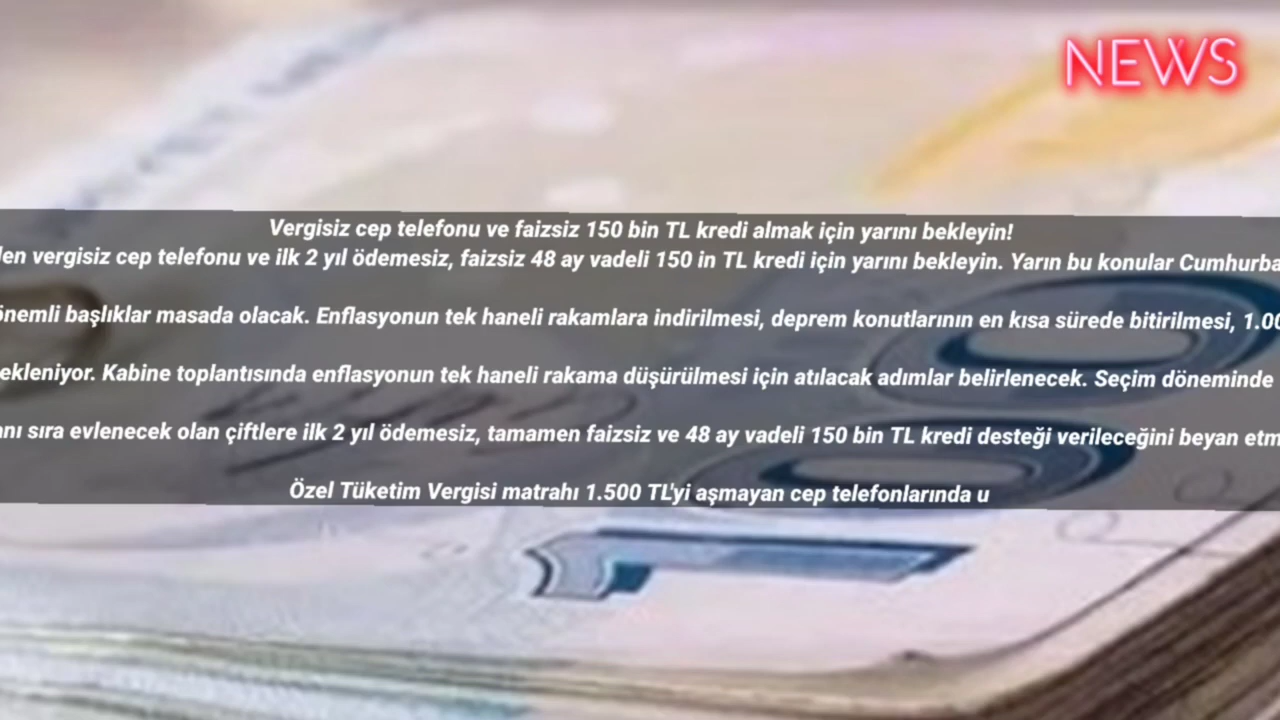 NEWS
Vergisiz cep telefonu ve faizsiz 150 bin TL kredi almak için yarını bekleyin!
vergisiz cep telefonu ve ilk 2 yıl ödemesiz, faizsiz 48 ay vadeli 150 in TL kredi için yarını bekleyin. Yarın bu konular Cumhurba
önemli başlıklar masada olacak. Enflasyonun tek haneli rakamlara indirilmesi, deprem konutlarının en kısa sürede bitirilmesi, 1.00
ekleniyor. Kabine toplantısında enflasyonun tek haneli rakama düşürülmesi için atılacak adımlar belirlenecek. Seçim döneminde
anı sıra evlenecek olan çiftlere ilk 2 yıl ödemesiz, tamamen faizsiz ve 48 ay vadeli 150 bin TL kredi desteği verileceğini beyan etm
Özel Tüketim Vergisi matrahı 1.500 TL'yi aşmayan cep telefonlarında u